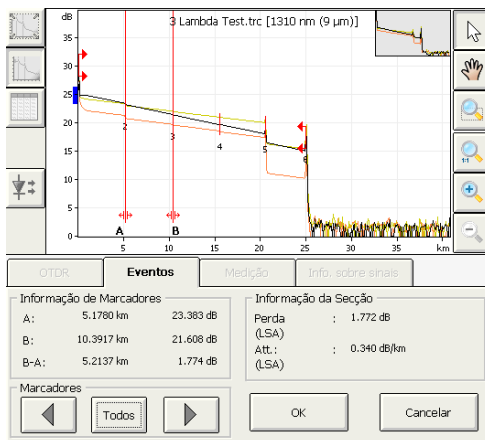 dB
3 Lambda Test.trc [1310 nm (9 µm)]
35
30
25
20
15
10
5
0
2
3
4
5
6
A
B
5
10
15
20
25
30
35
km
1:1
OTDR
Eventos
Medição
Info. sobre sinais
Informação de Marcadores
A: 5.1780 km 23.383 dB
B: 10.3917 km 21.608 dB
B-A: 5.2137 km 1.774 dB
Informação da Secção
Perda : 1.772 dB
(LSA)
Att.: : 0.340 dB/km
(LSA)
Marcadores
Todos
OK
Cancelar